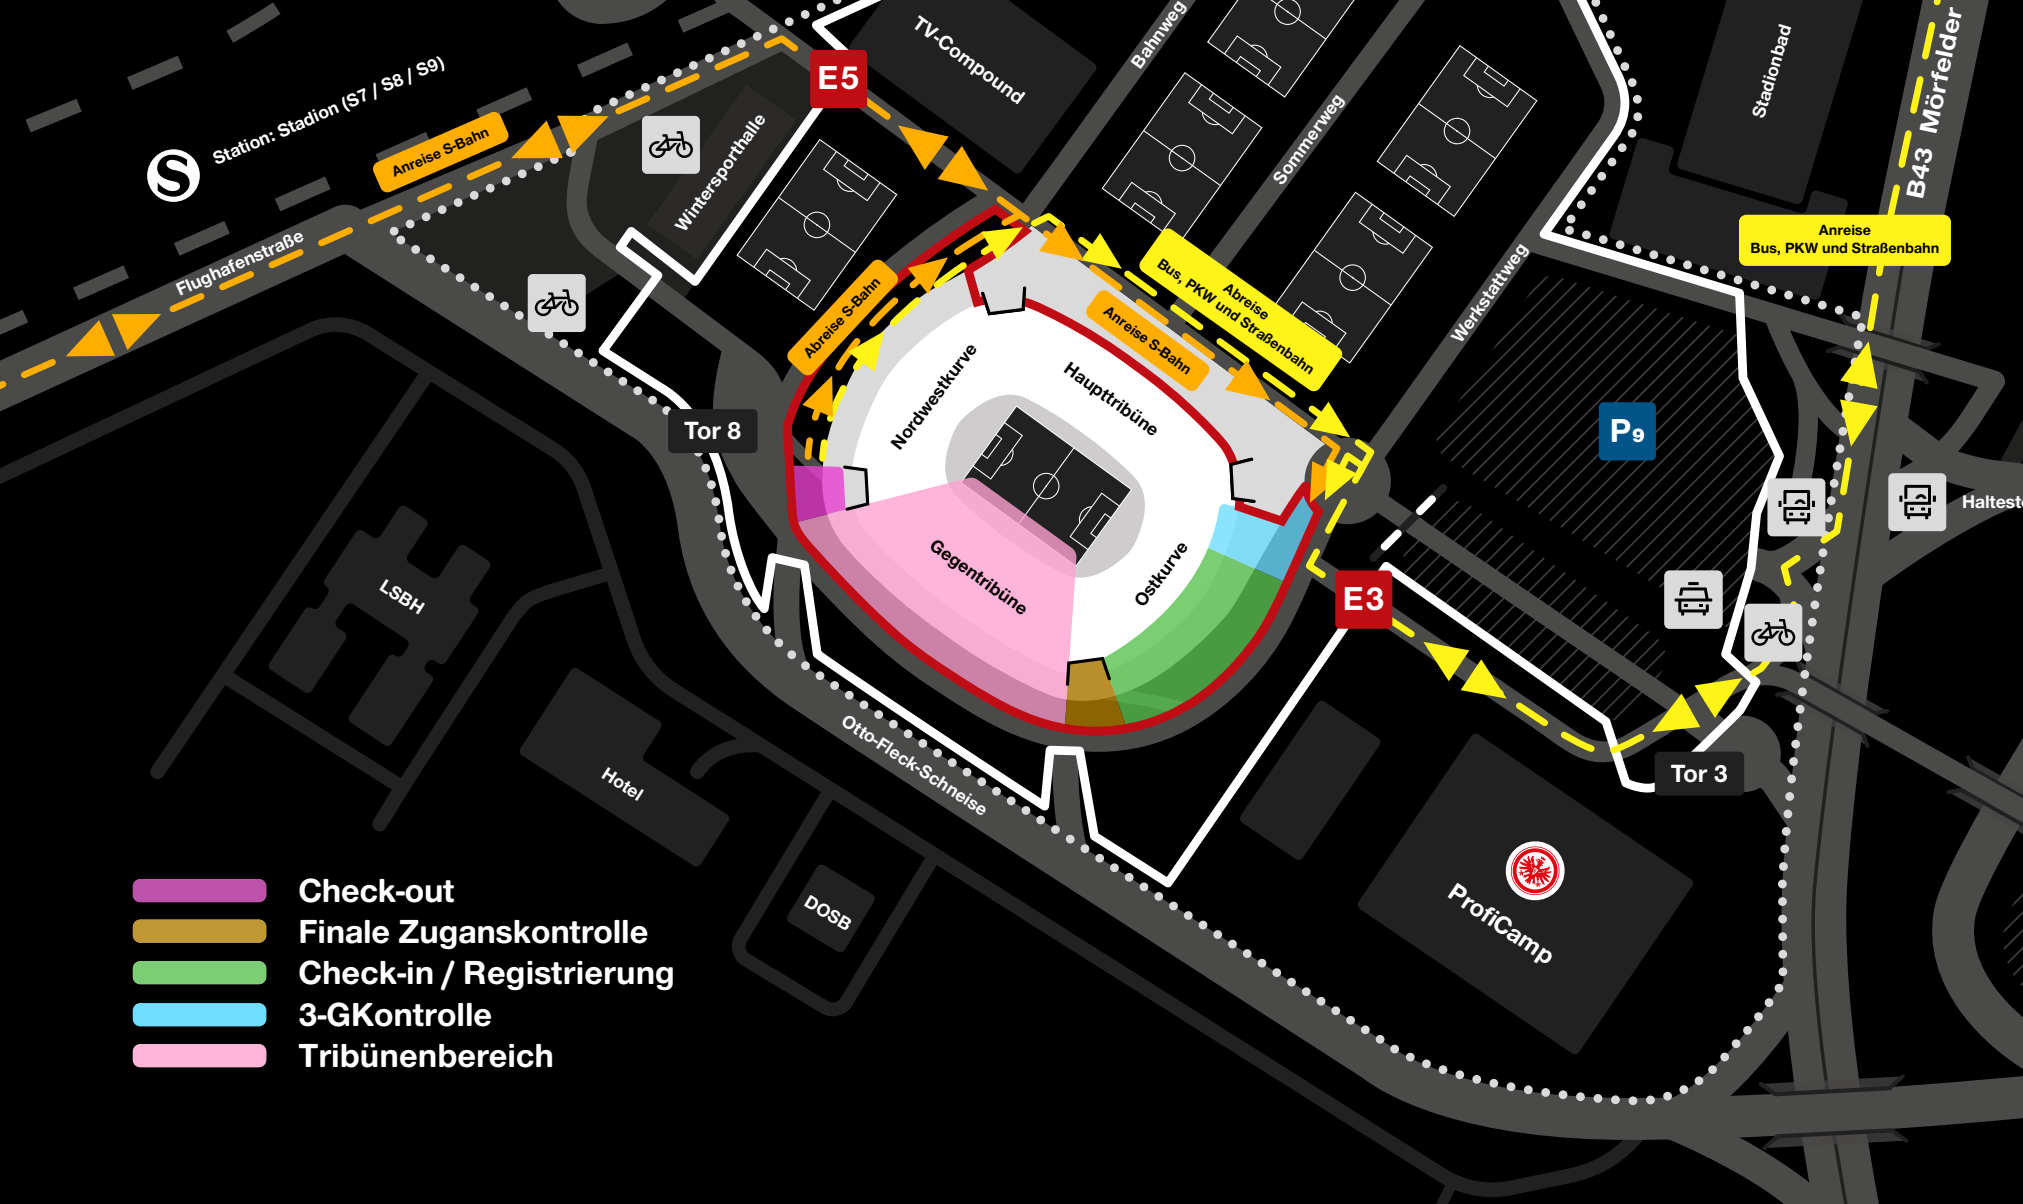 TV-Compound
Bahnweg
Sommerweg
Stadionbad
B43 Mörfelder
E5
Station: Stadion (S7 / S8 / S9)
S
Anreise S-Bahn
Wintersporthalle
Flughafenstraße
Anreise
Bus, PKW und Straßenbahn
Abreise
Bus, PKW und Straßenbahn
Abreise S-Bahn
Anreise S-Bahn
Werkstattweg
Nordwestkurve
Haupttribüne
Tor 8
P9
Gegentribüne
Ostkurve
LSBH
E3
Hotel
Otto-Fleck-Schneise
Tor 3
ProfiCamp
DOSB
Check-out
Finale Zuganskontrolle
Check-in / Registrierung
3-GKontrolle
Tribünenbereich